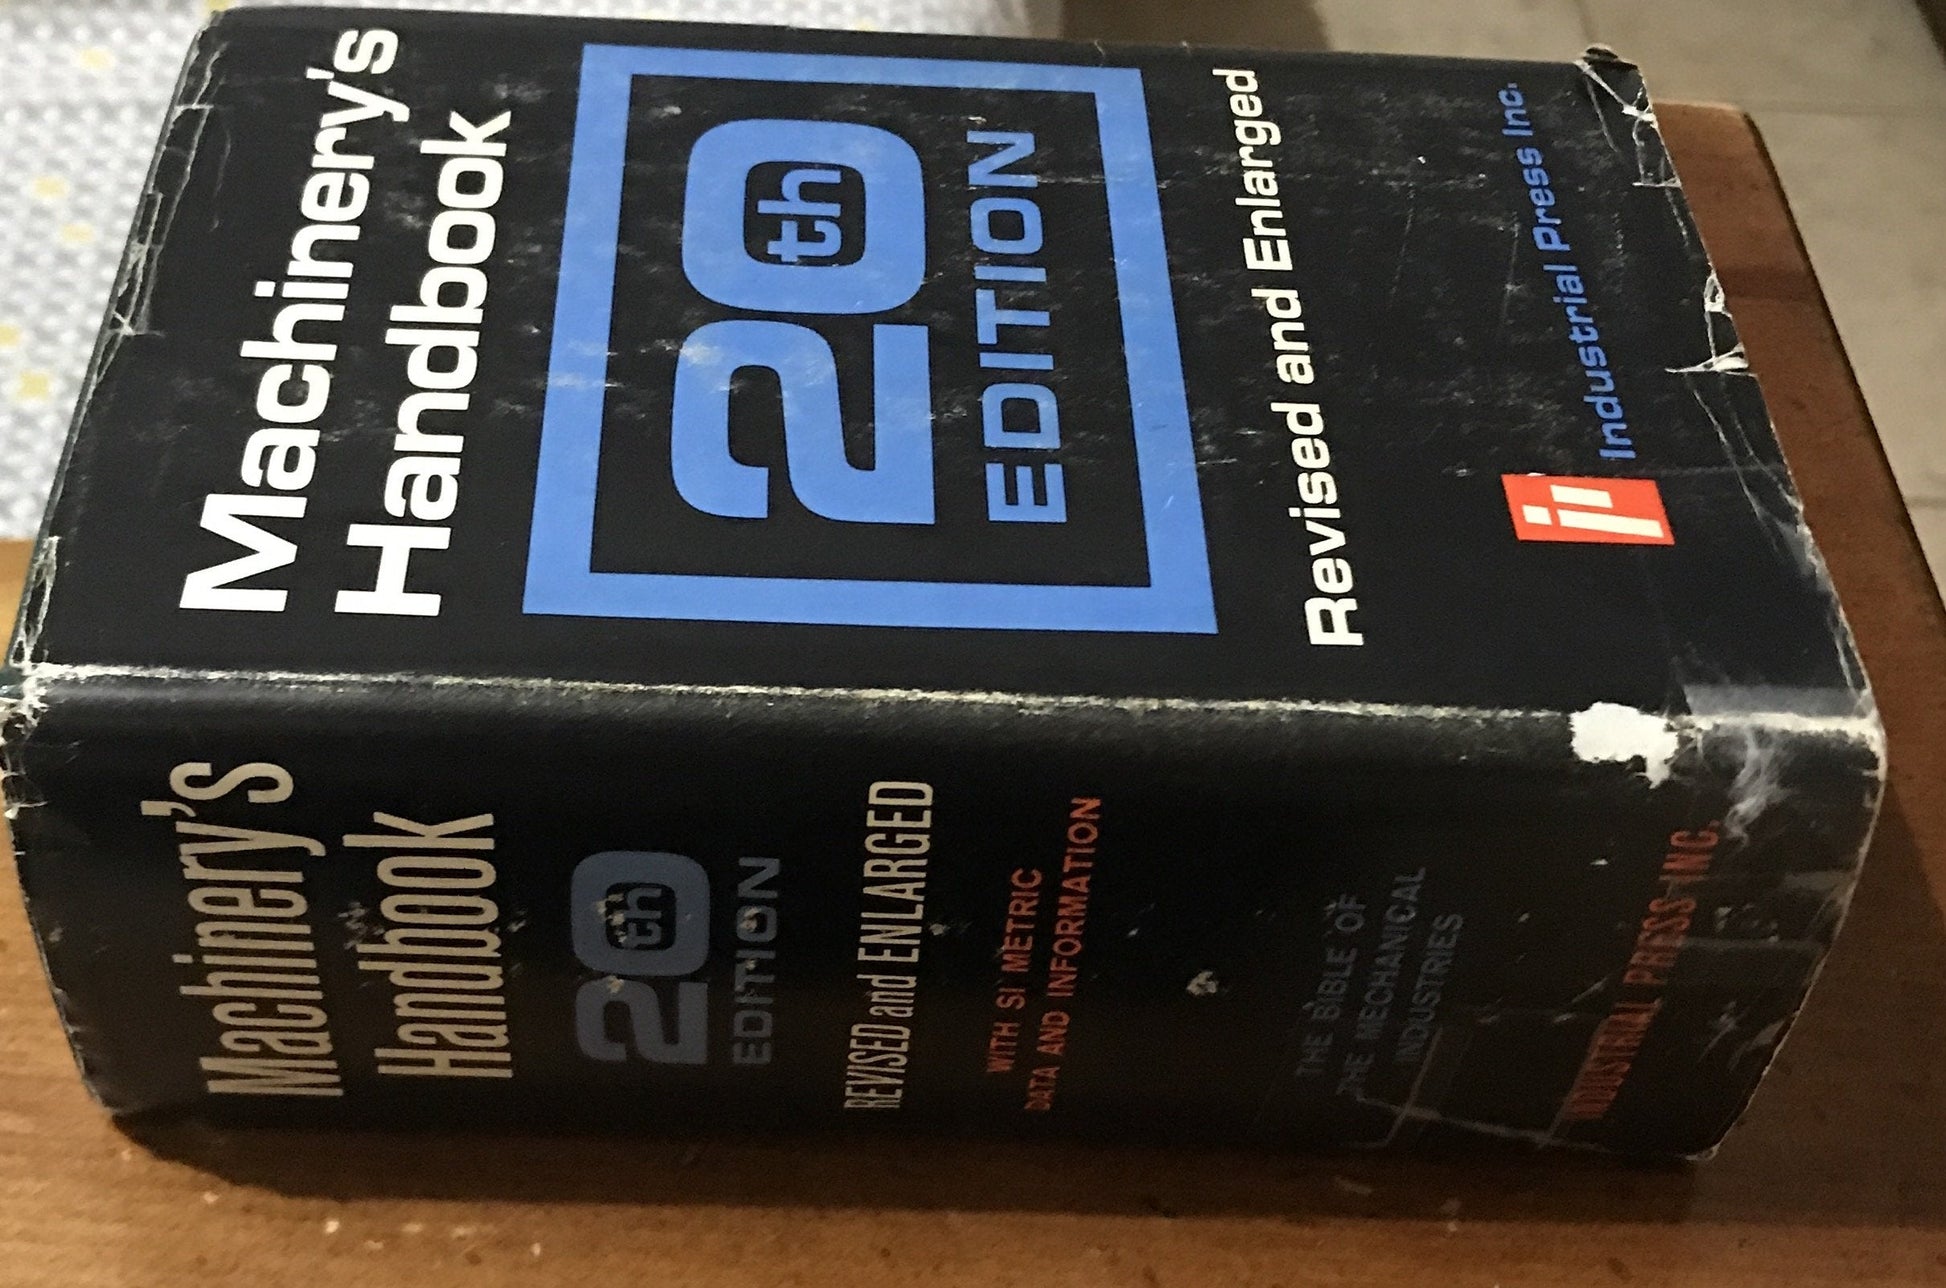 Machinery's
Handbook
20th
EDITION
Revised and Enlarged
Industrial Press Inc.
Machinery's
Handbook
20th
EDITION
REVISED and ENLARGED
WITH SI METRIC
DATA AND INFORMATION
THE BIBLE OF
THE MECHANICAL
INDUSTRIES
INDUSTRIAL PRESS INC.